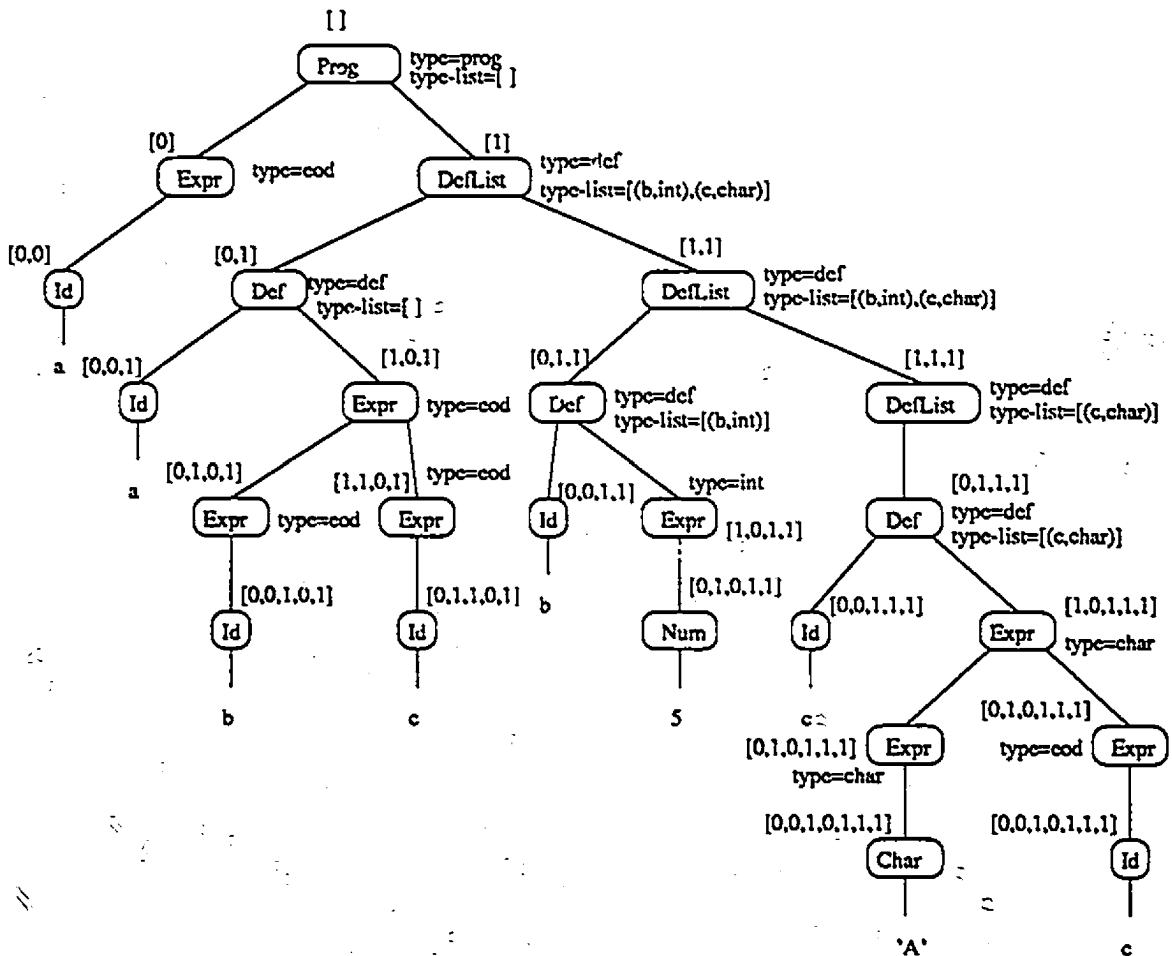 [ ]
Prog
type=prog
type-list=[ ]
[0]
[1]
Expr
type=eod
DefList
type=def
type-list=[(b,int),(c,char)]
[0,0]
[0,1]
[1,1]
Id
Def
type=def
type-list=[ ]
DefList
type=def
type-list=[(b,int),(c,char)]
a
[0,0,1]
[1,0,1]
[0,1,1]
[1,1,1]
Id
Expr
type=eod
Def
type=def
type-list=[(b,int)]
DefList
type=def
type-list=[(c,char)]
a
[0,1,0,1]
[1,1,0,1]
type=eod
Expr
type=eod
Expr
Id
[0,0,1,1]
type=int
Expr
[1,0,1,1]
[0,1,1,1]
Def
type=def
type-list=[(c,char)]
[0,0,1,0,1]
[0,1,1,0,1]
b
[0,1,0,1,1]
Id
Id
Num
Id
[0,0,1,1,1]
[1,0,1,1,1]
Expr
type=char
b
c
5
c
[0,1,0,1,1,1]
Expr
type=char
[0,1,0,1,1,1]
type=eod
Expr
[0,0,1,0,1,1,1]
[0,0,1,0,1,1,1]
Char
Id
'A'
c